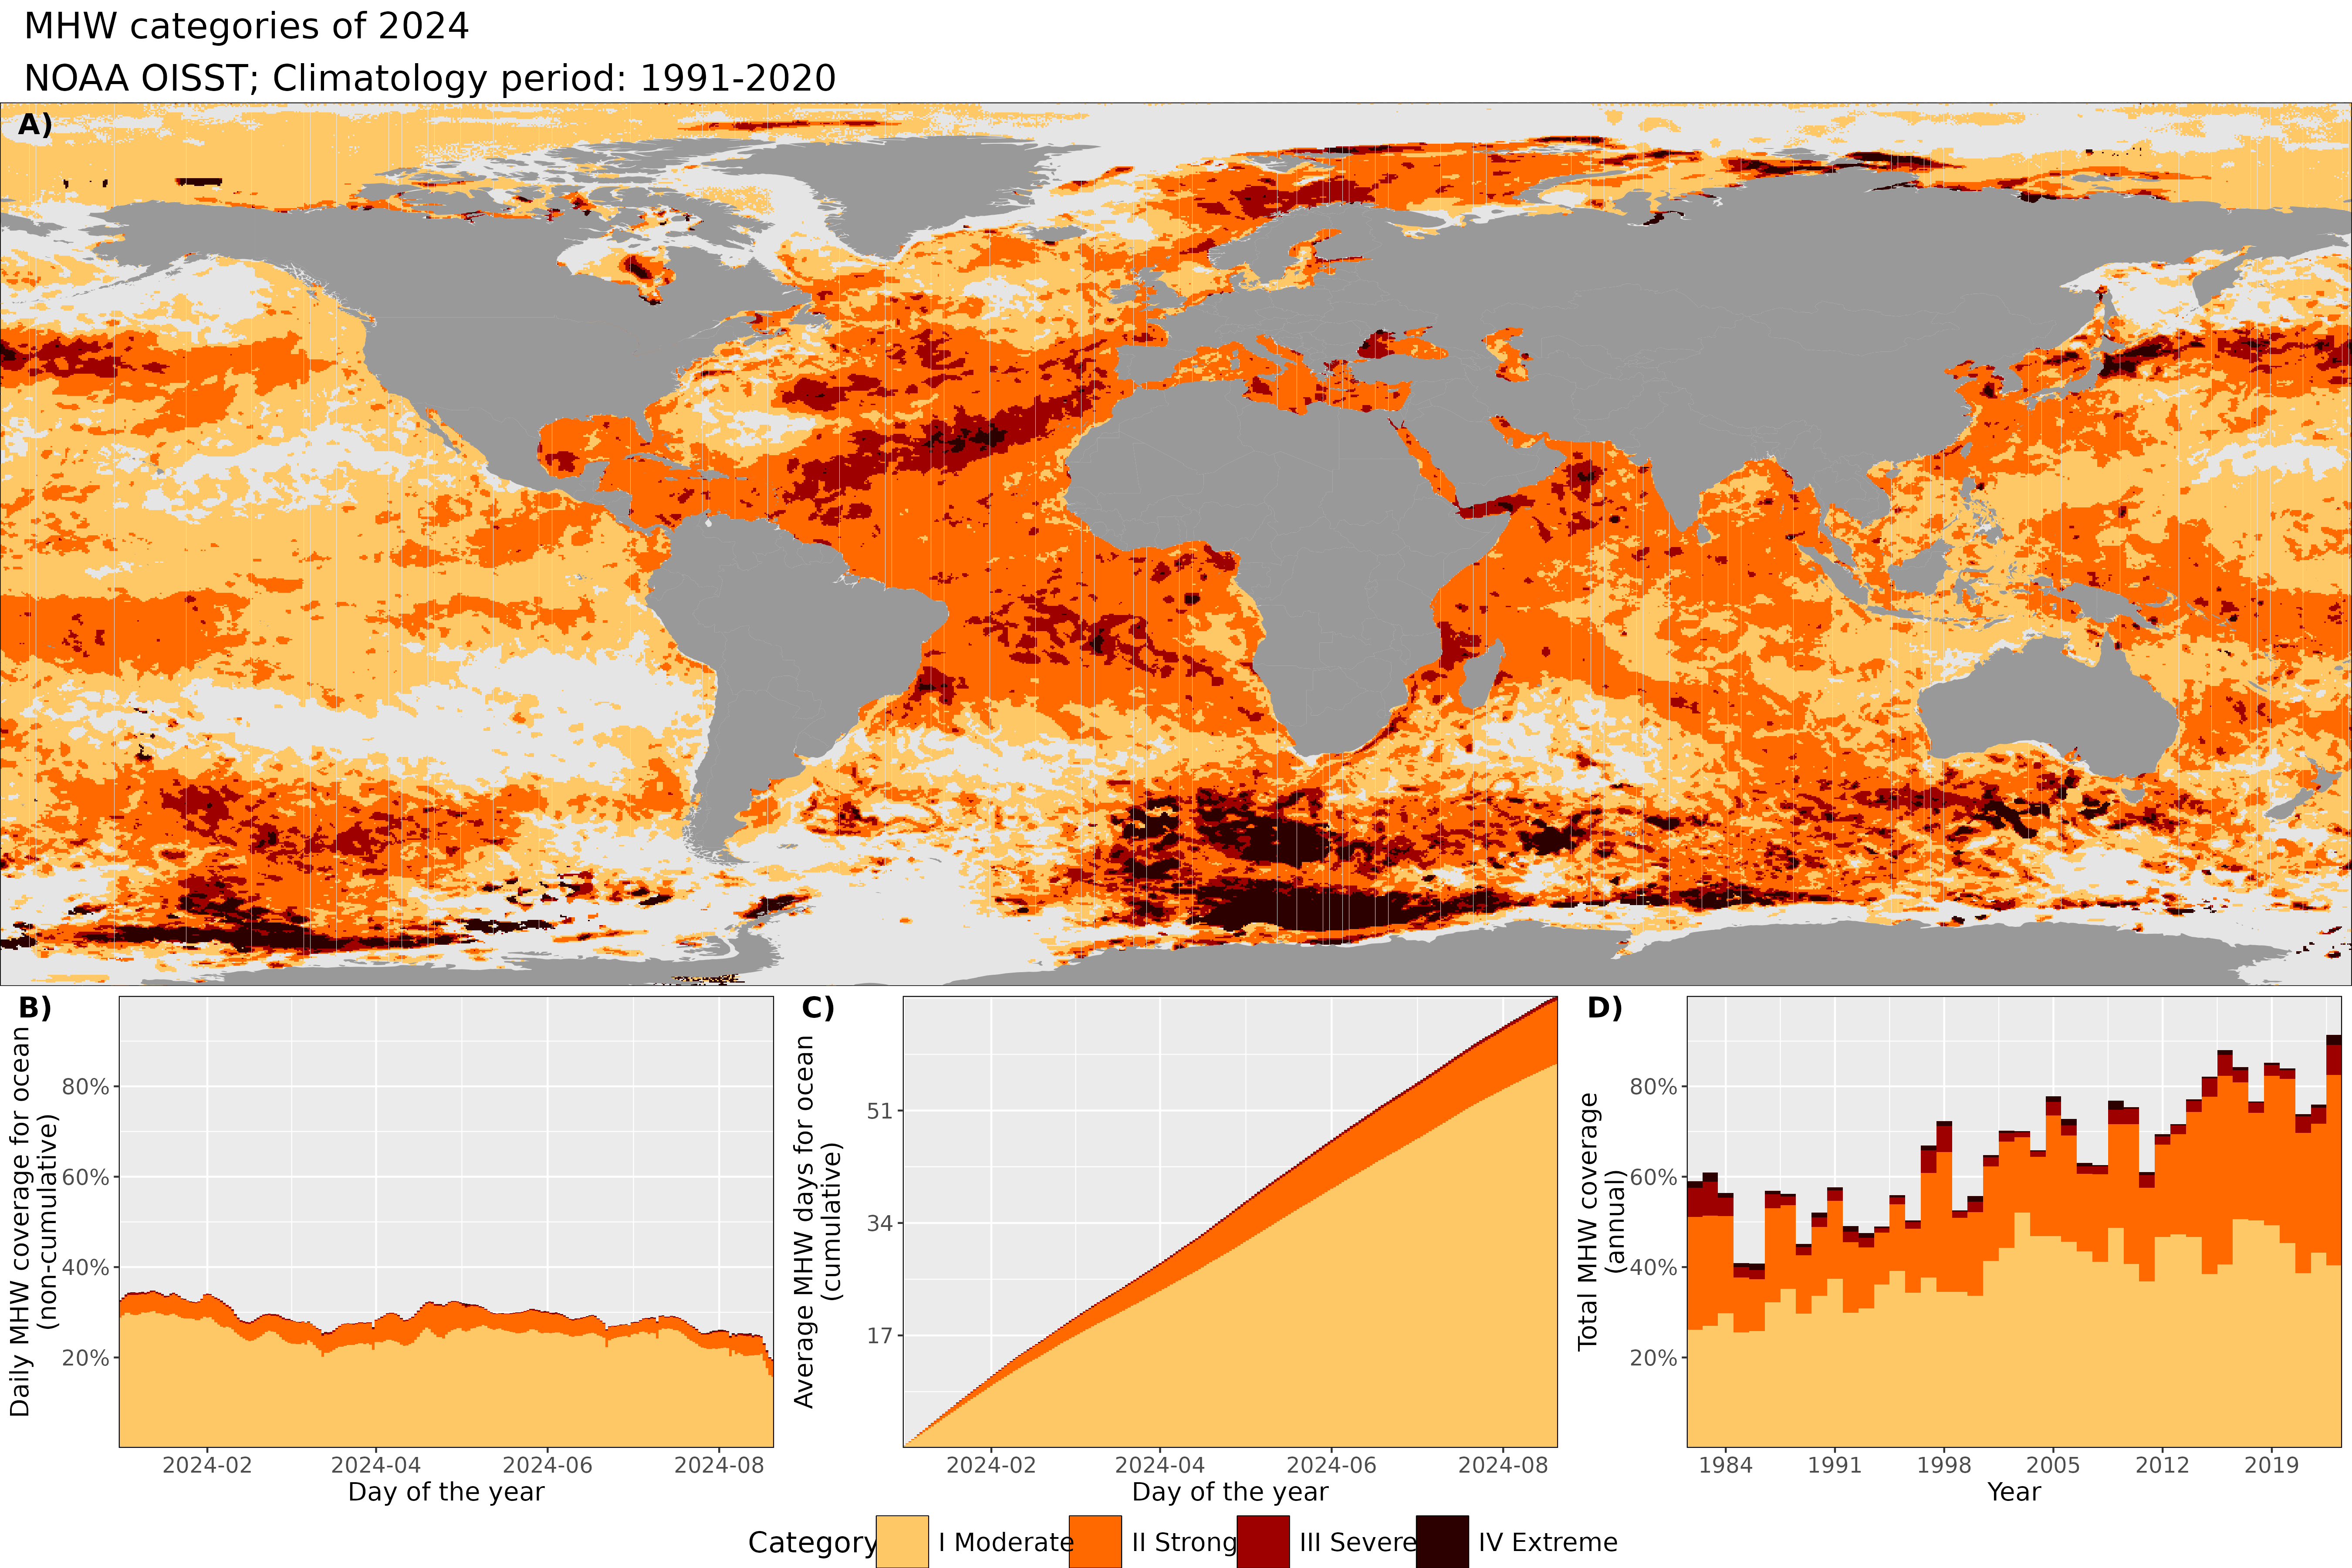 MHW categories of 2024
NOAA OISST; Climatology period: 1991-2020
A)
B)
Daily MHW coverage for ocean
(non-cumulative)
80%
60%
40%
20%
2024-02 2024-04 2024-06 2024-08
Day of the year
C)
Average MHW days for ocean
(cumulative)
51
34
17
2024-02 2024-04 2024-06 2024-08
Day of the year
D)
Total MHW coverage
(annual)
80%
60%
40%
20%
1984 1991 1998 2005 2012 2019
Year
Category I Moderate II Strong III Severe IV Extreme